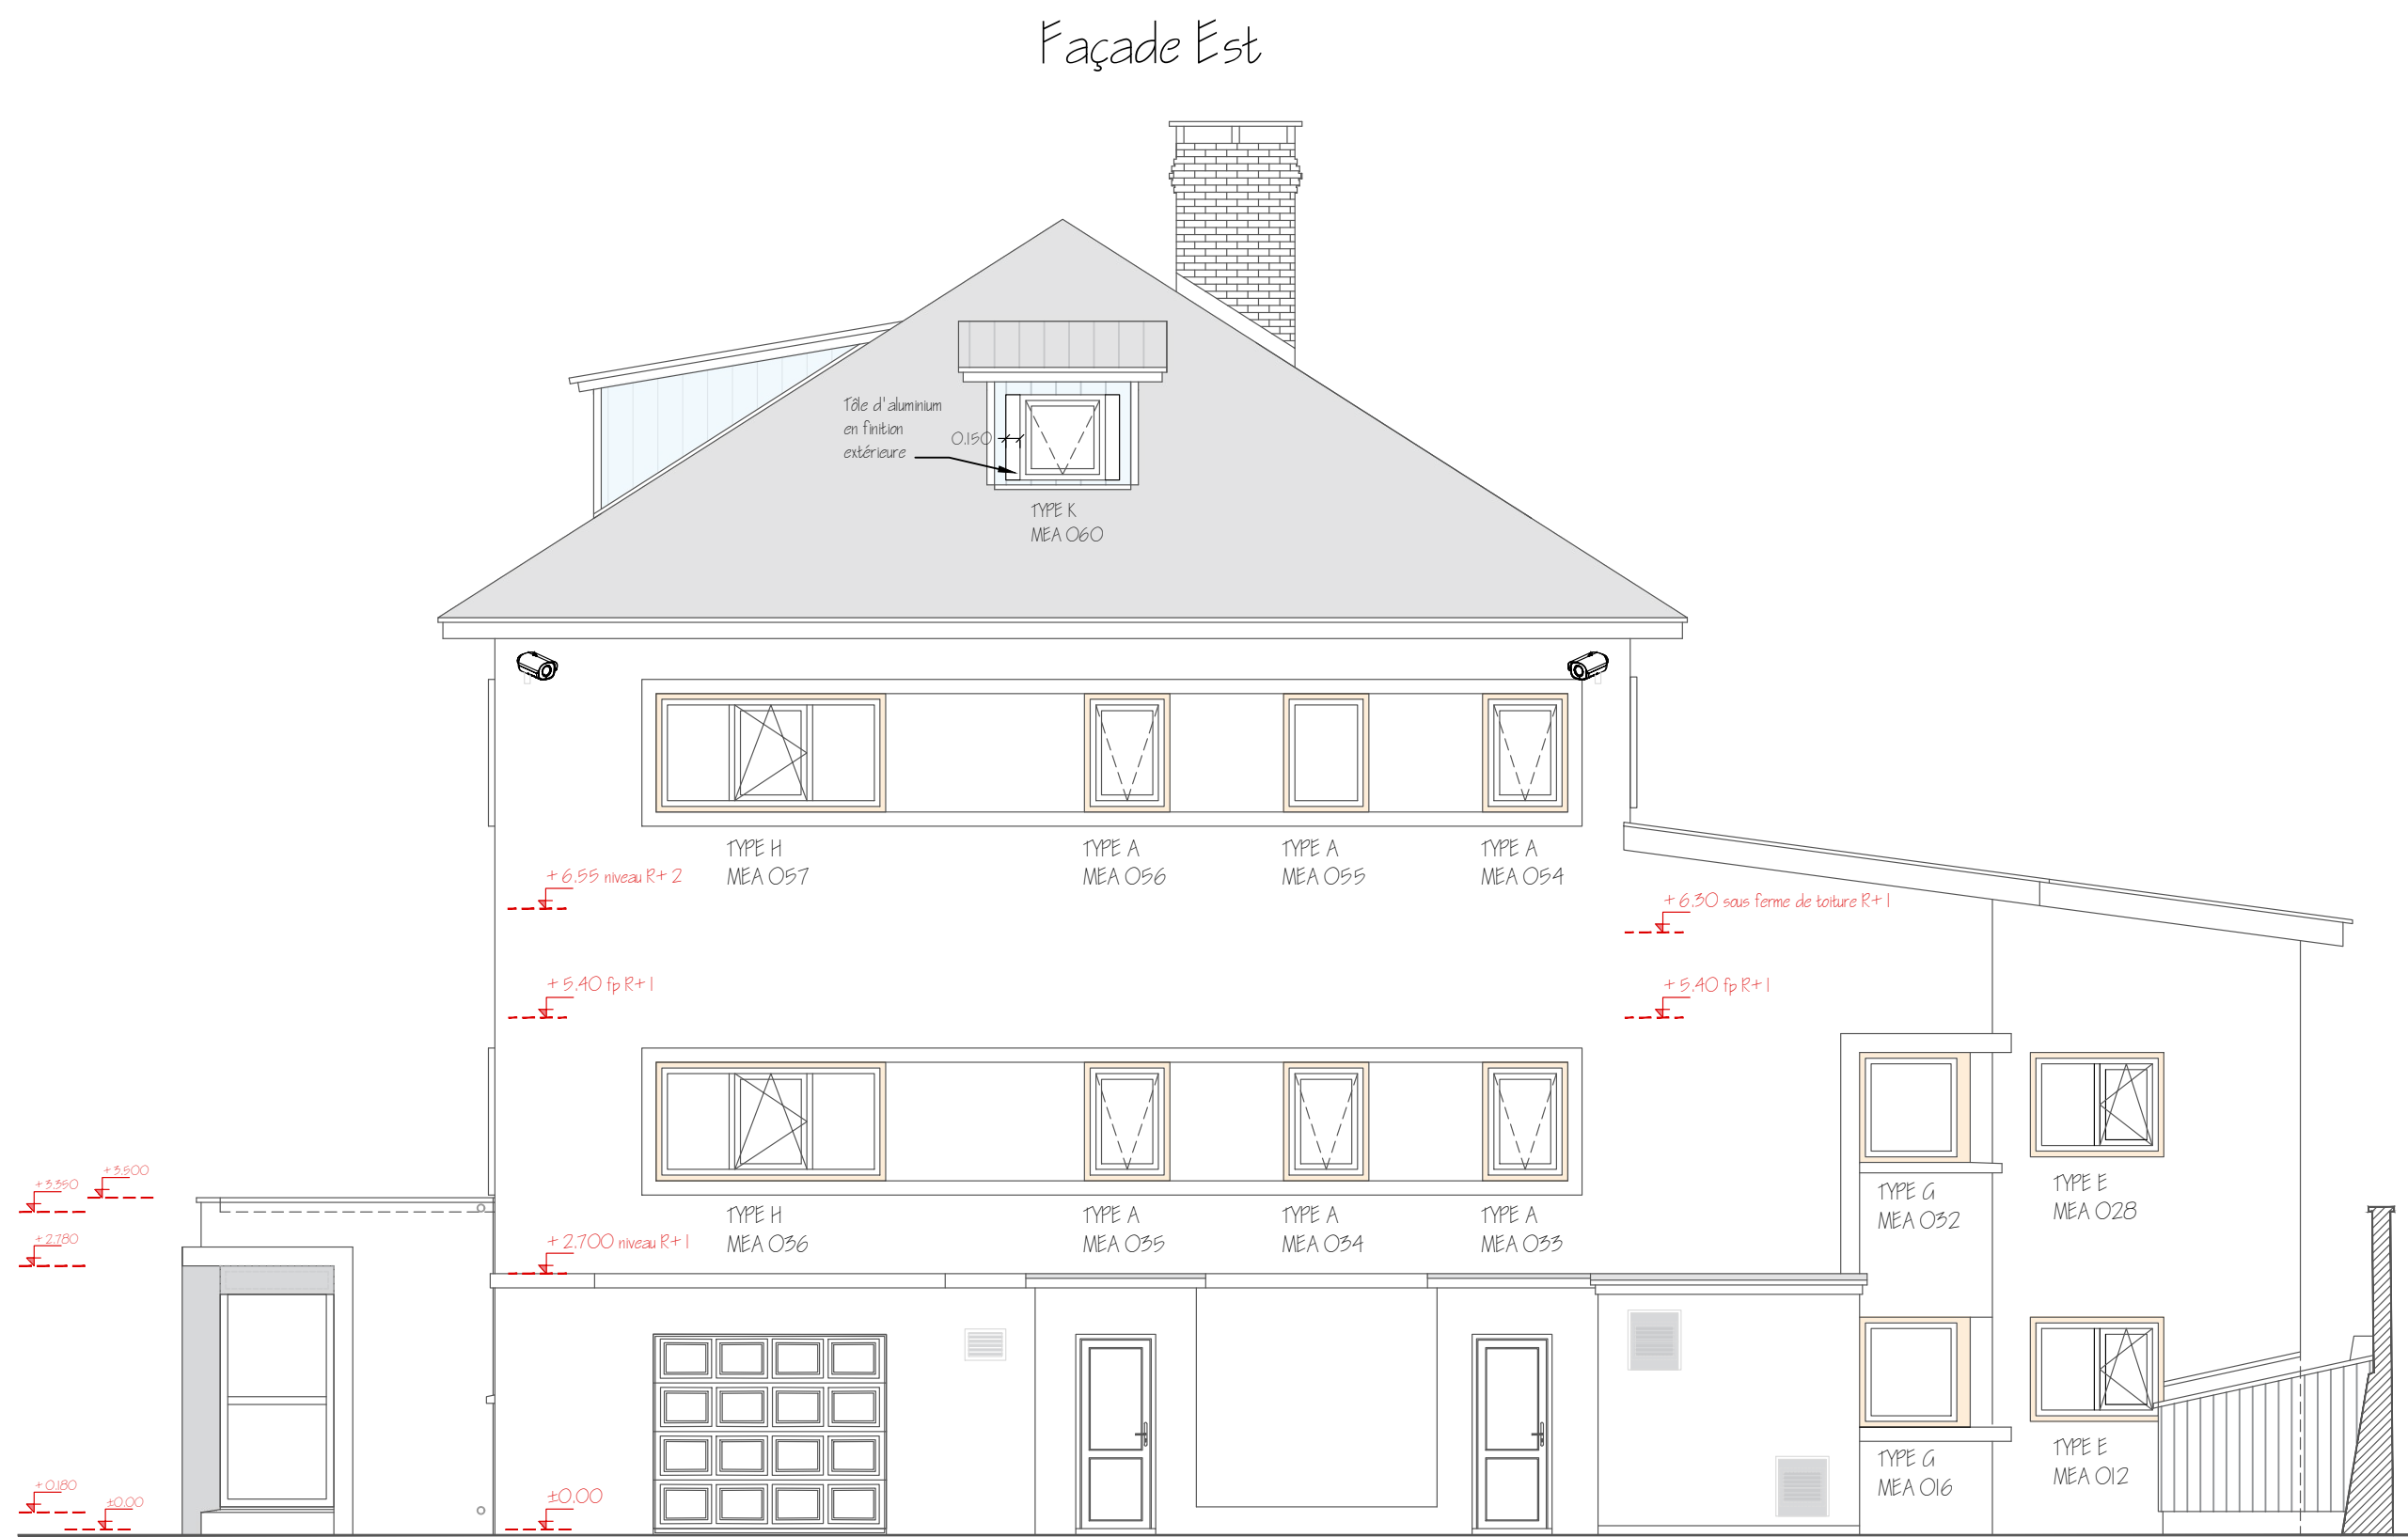 Façade Est
Tôle d'aluminium
en finition
extérieure
0.150
TYPE K
MEA 060
TYPE H
MEA 057
TYPE A
MEA 056
TYPE A
MEA 055
TYPE A
MEA 054
+ 6.55 niveau R+ 2
+ 6.30 sous ferme de toiture R+1
+ 5.40 fp R+1
+ 5.40 fp R+1
+3.500
+3.350
+2.780
TYPE H
MEA 036
TYPE A
MEA 035
TYPE A
MEA 034
TYPE A
MEA 033
TYPE G
MEA 032
TYPE E
MEA 028
+ 2.700 niveau R+1
+0.180
±0.00
±0.00
TYPE G
MEA 016
TYPE E
MEA 012